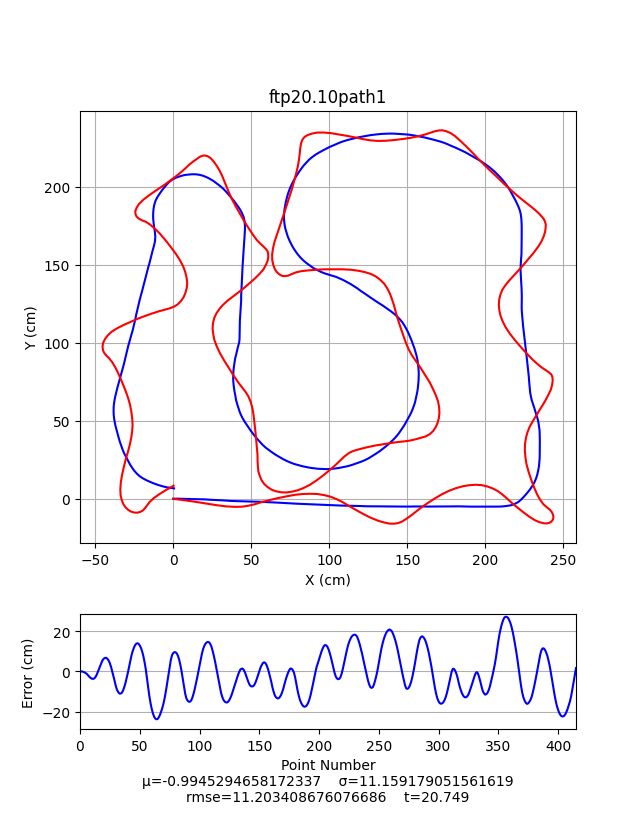 ftp20.10path1
200
150
100
50
0
Y (cm)
−50 0 50 100 150 200 250
X (cm)
20
0
−20
Error (cm)
0 50 100 150 200 250 300 350 400
Point Number
μ=-0.9945294658172337 σ=11.159179051561619
rmse=11.203408676076686 t=20.749